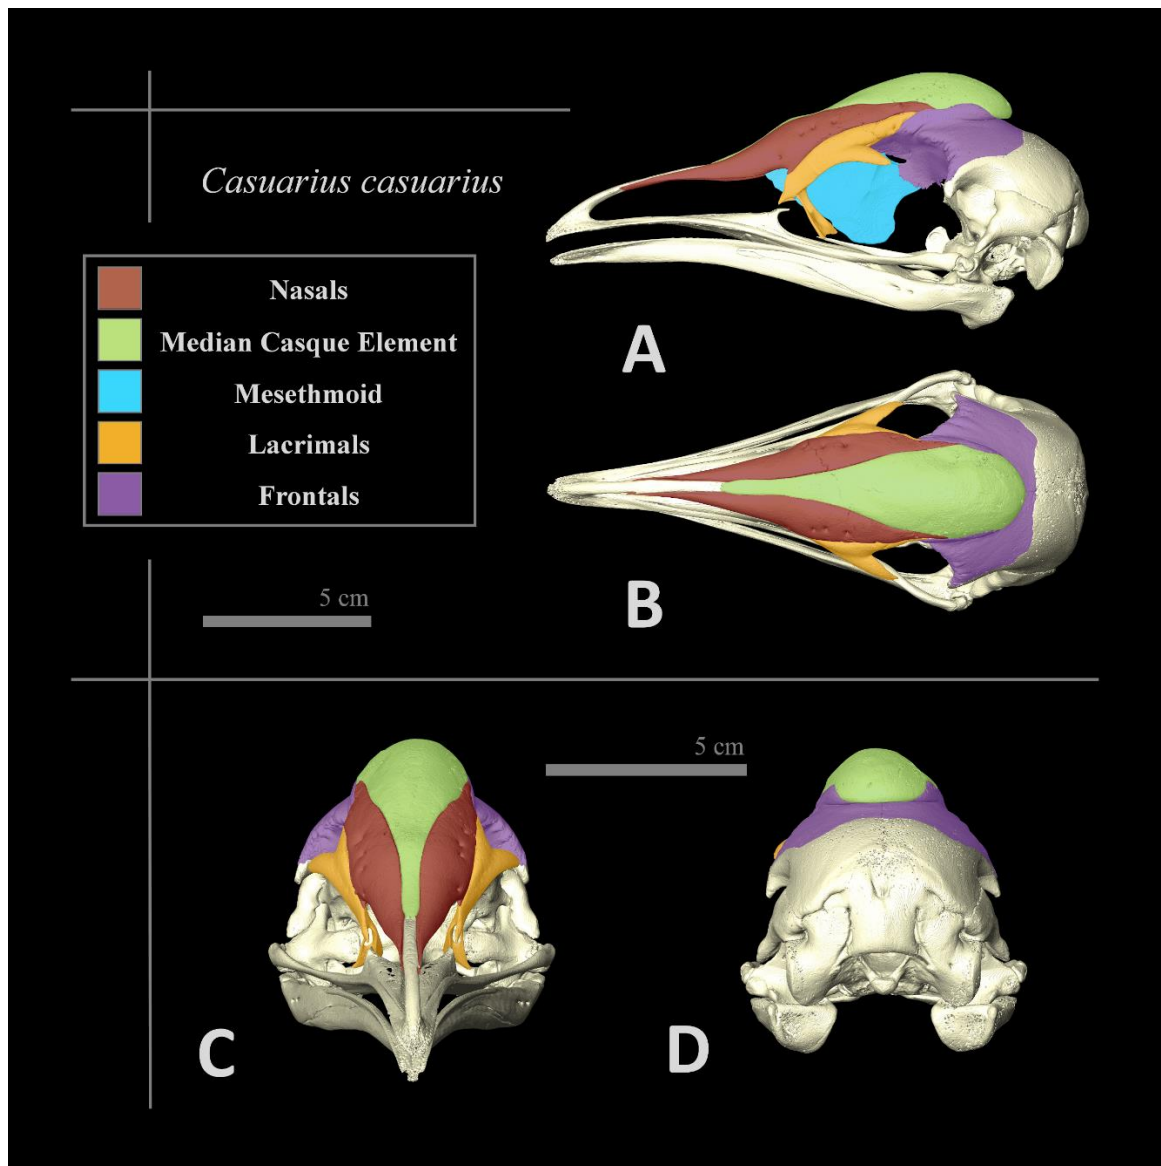 Casuarius casuarius
Nasals
Median Casque Element
Mesethmoid
Lacrimals
Frontals
A
B
5 cm
5 cm
C
D